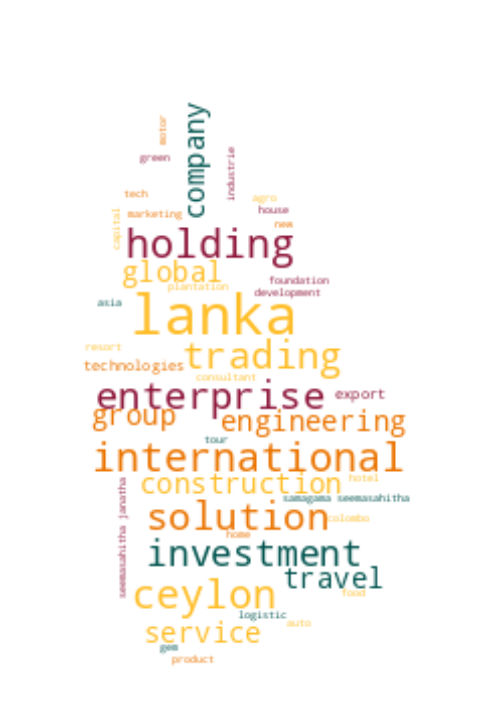 motor
company
green
industrie
tech
agro
capital
marketing
house
new
holding
global
foundation
plantation
development
asia
lanka
resort
trading
technologies
consultant
enterprise
export
group
engineering
tour
international
construction
hotel
seemasahitha janatha
samagama seemasahitha
solution
colombo
home
investment
travel
ceylon
food
logistic
service
auto
gem
product